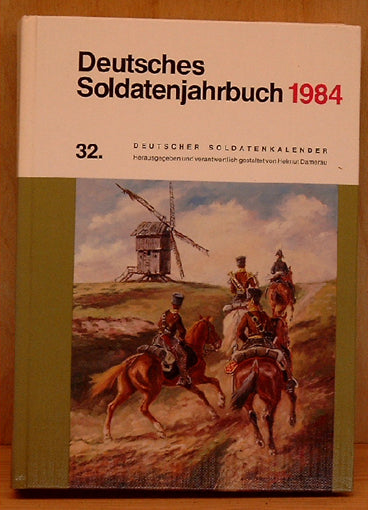 Deutsches
Soldatenjahrbuch 1984
32.
DEUTSCHER SOLDATENKALENDER
Herausgegeben und verantwortlich gestaltet von Helmut Damerau